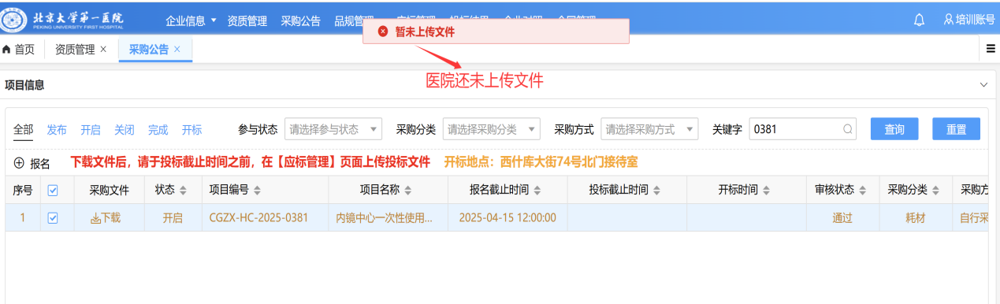 北京大学第一医院 企业信息 资质管理 采购公告 品规管理 培训账号
PEKING UNIVERSITY FIRST HOSPITAL
暂未上传文件
首页 资质管理 × 采购公告 ×
医院还未上传文件
项目信息
全部 发布 开启 关闭 完成 开标 参与状态 请选择参与状态 采购分类 请选择采购分类 采购方式 请选择采购方式 关键字 0381 查询 重置
报名 下载文件后，请于投标截止时间之前，在【应标管理】页面上传投标文件 开标地点：西什库大街74号北门接待室
序号 采购文件 状态 项目编号 项目名称 报名截止时间 投标截止时间 开标时间 审核状态 采购分类 采购方
1 下载 开启 CGZX-HC-2025-0381 内镜中心一次性使用... 2025-04-15 12:00:00 通过 耗材 自行采